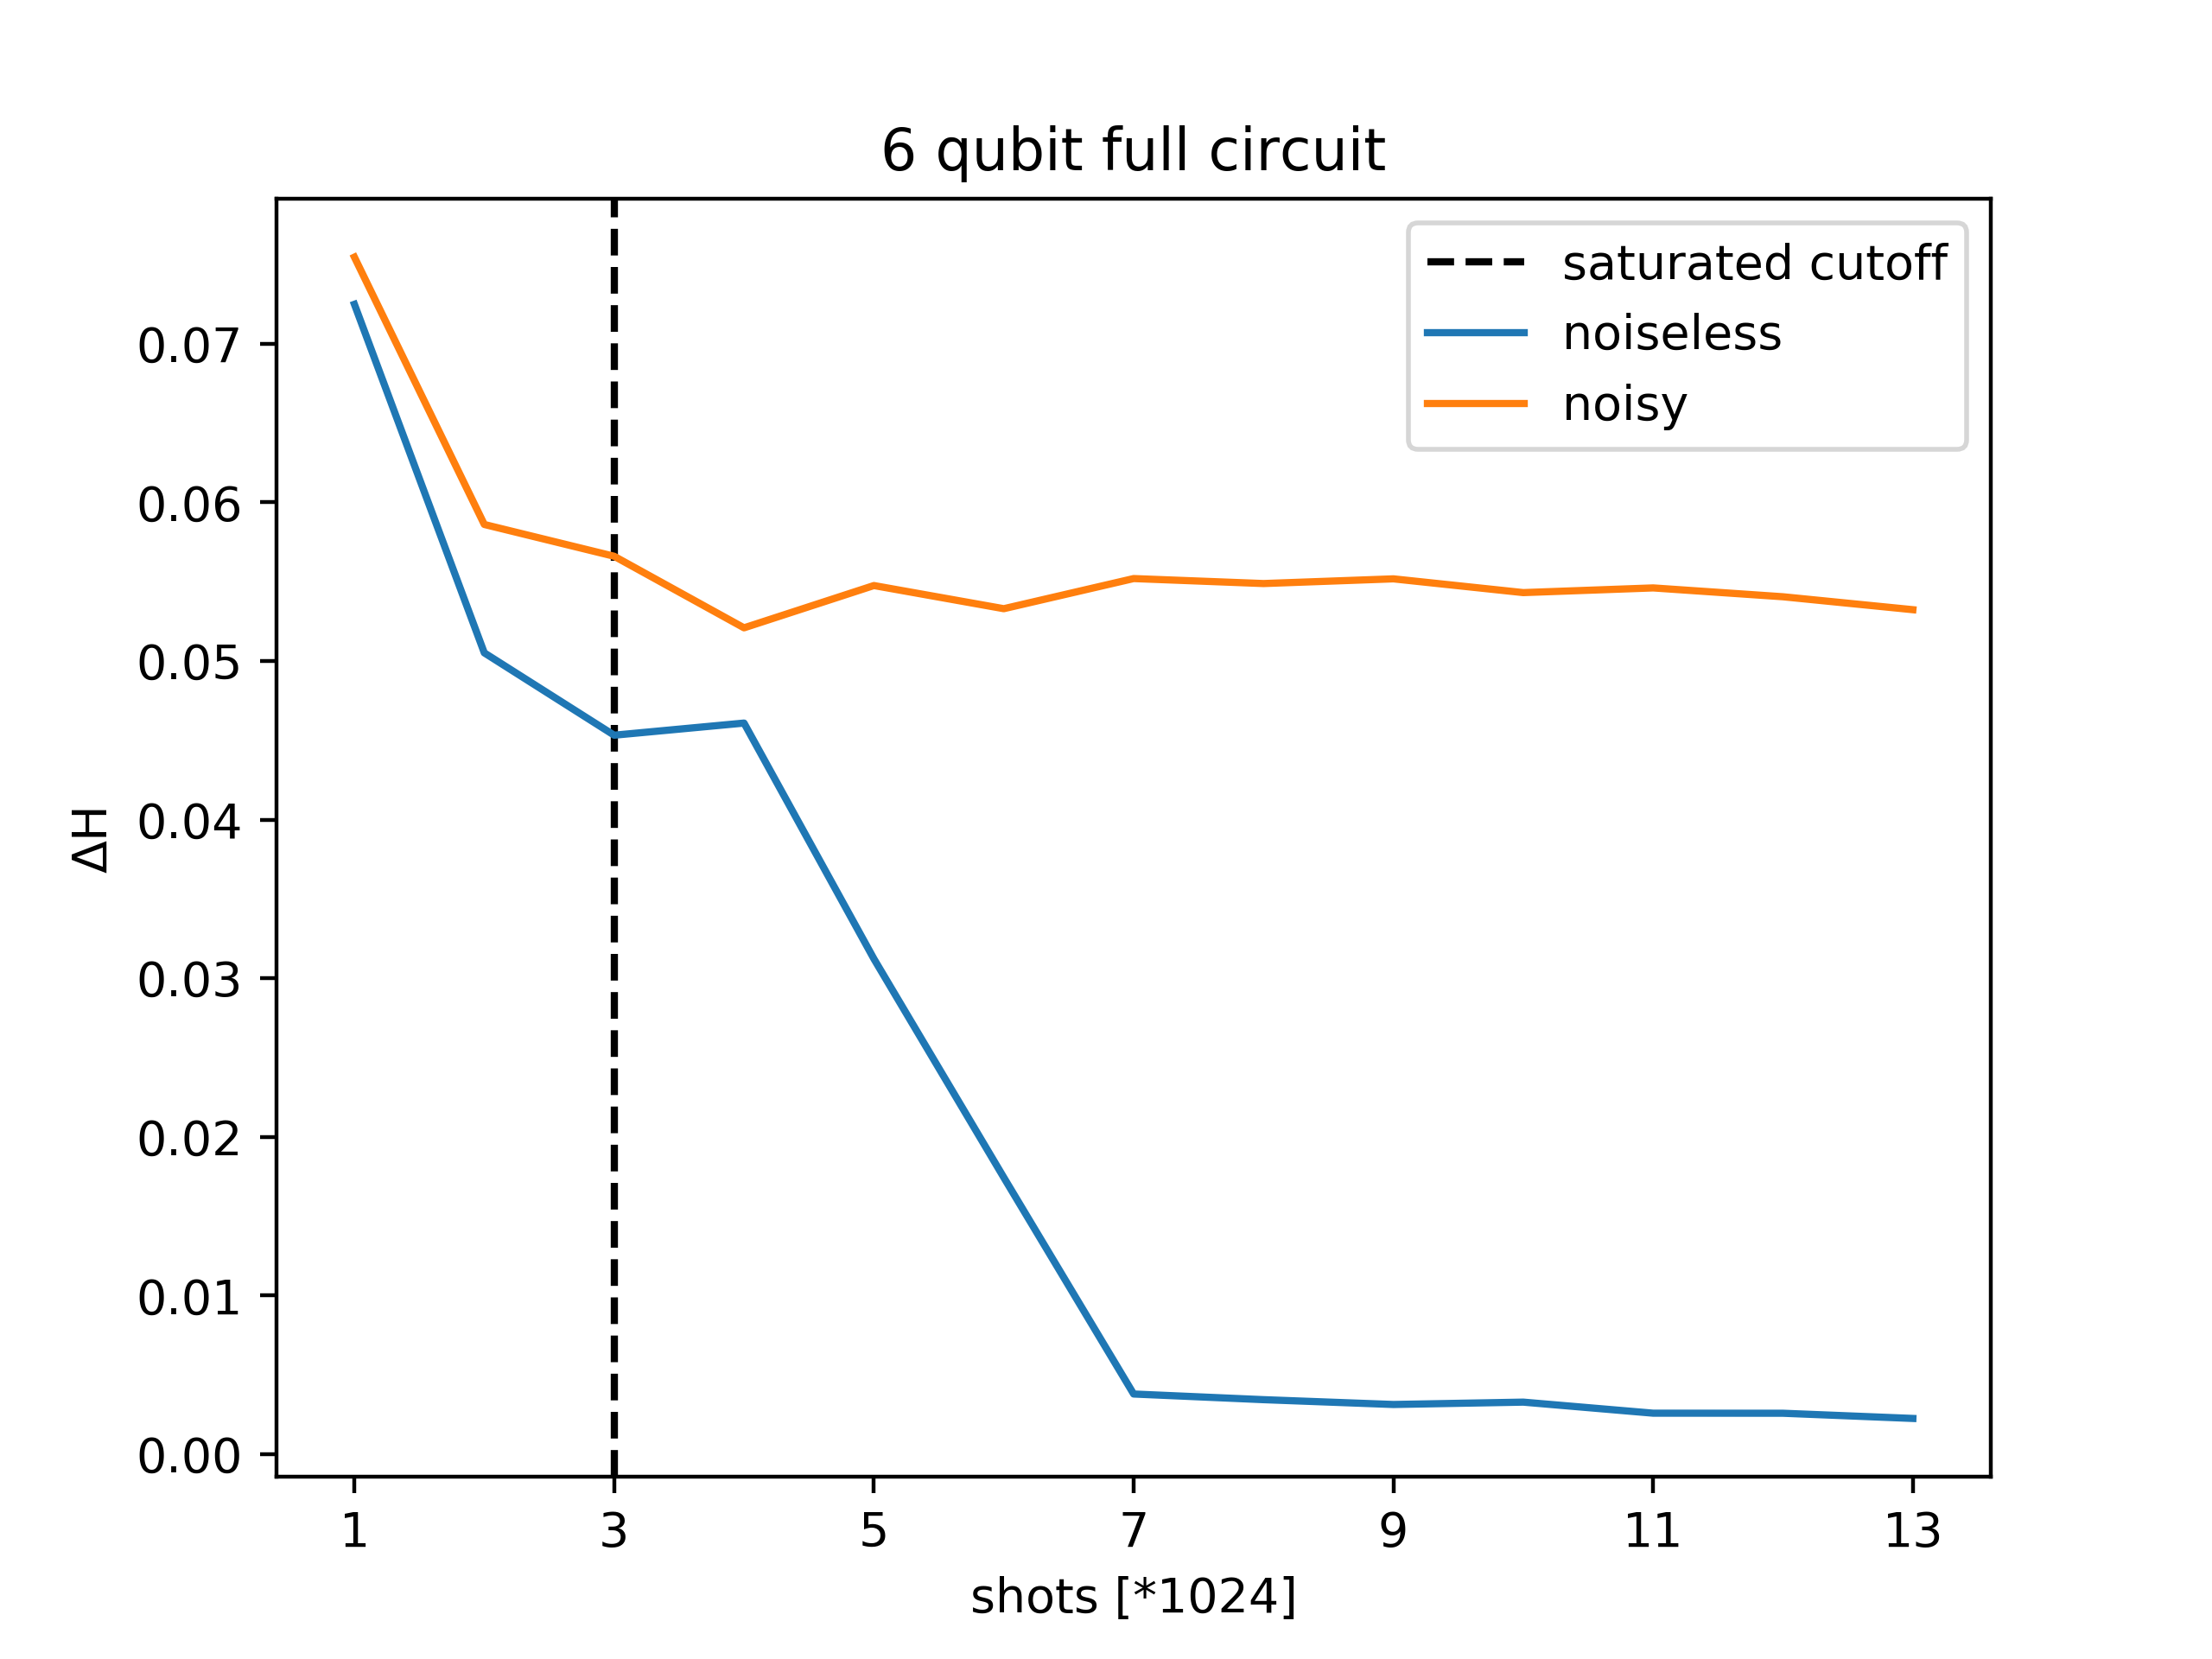 6 qubit full circuit
saturated cutoff
noiseless
noisy
0.07
0.06
0.05
0.04
0.03
0.02
0.01
0.00
ΔH
1 3 5 7 9 11 13
shots [*1024]